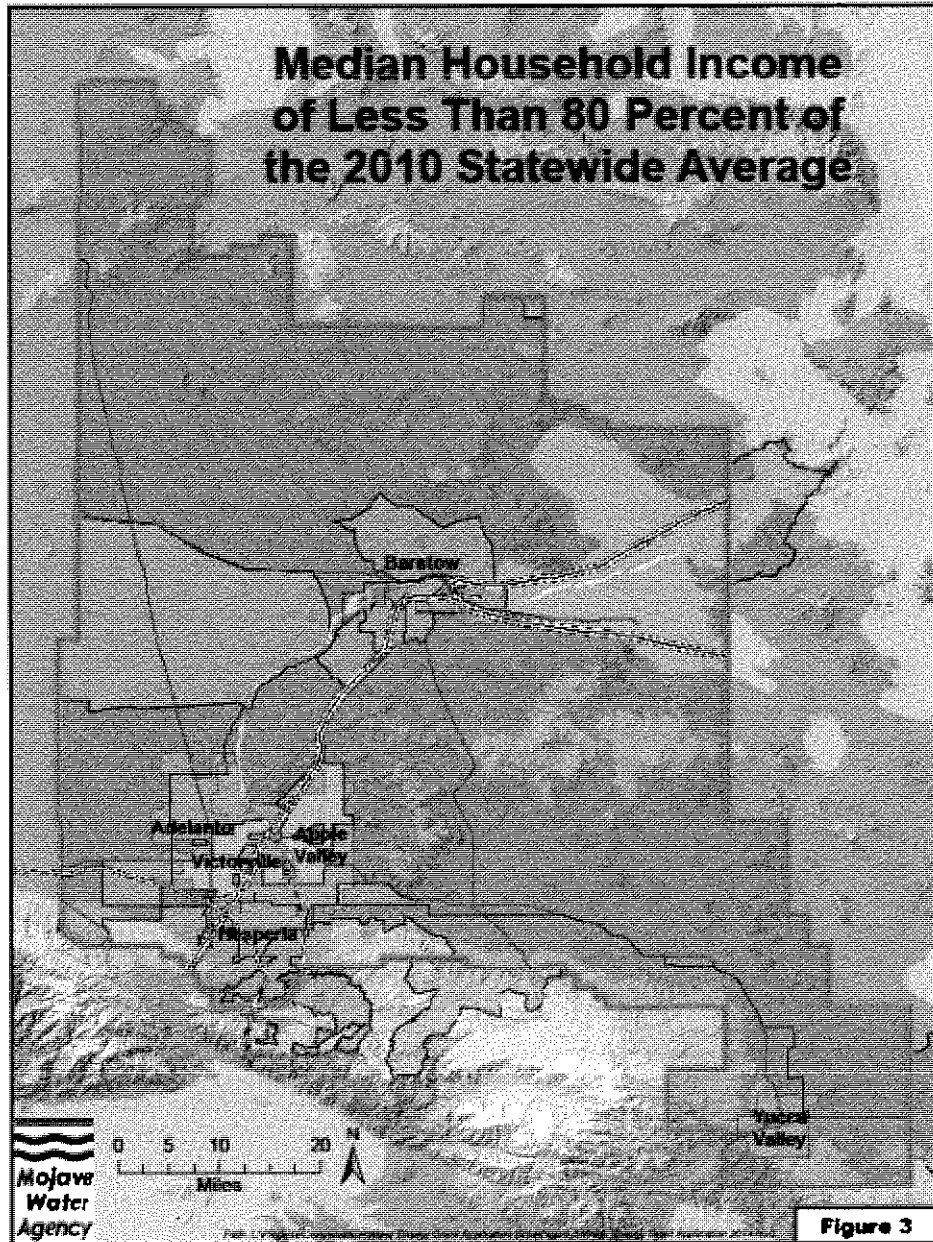 Median Household Income
of Less Than 80 Percent of
the 2010 Statewide Average
Barstow
Adelanto
Apple
Valley
Victorville
Hesperia
Yucca
Valley
0 5 10 20
Miles
N
Mojave
Water
Agency
Figure 3